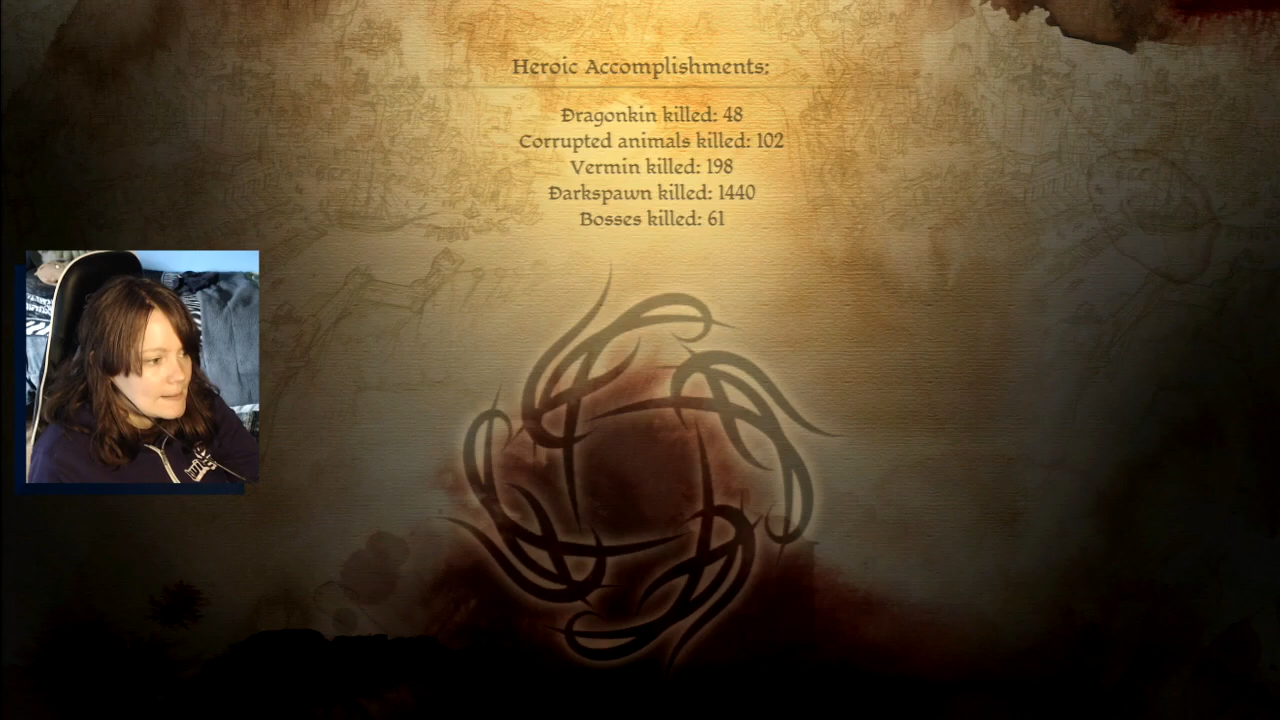 Heroic Accomplishments:
Dragonkin killed: 48
Corrupted animals killed: 102
Vermin killed: 198
Darkspawn killed: 1440
Bosses killed: 61